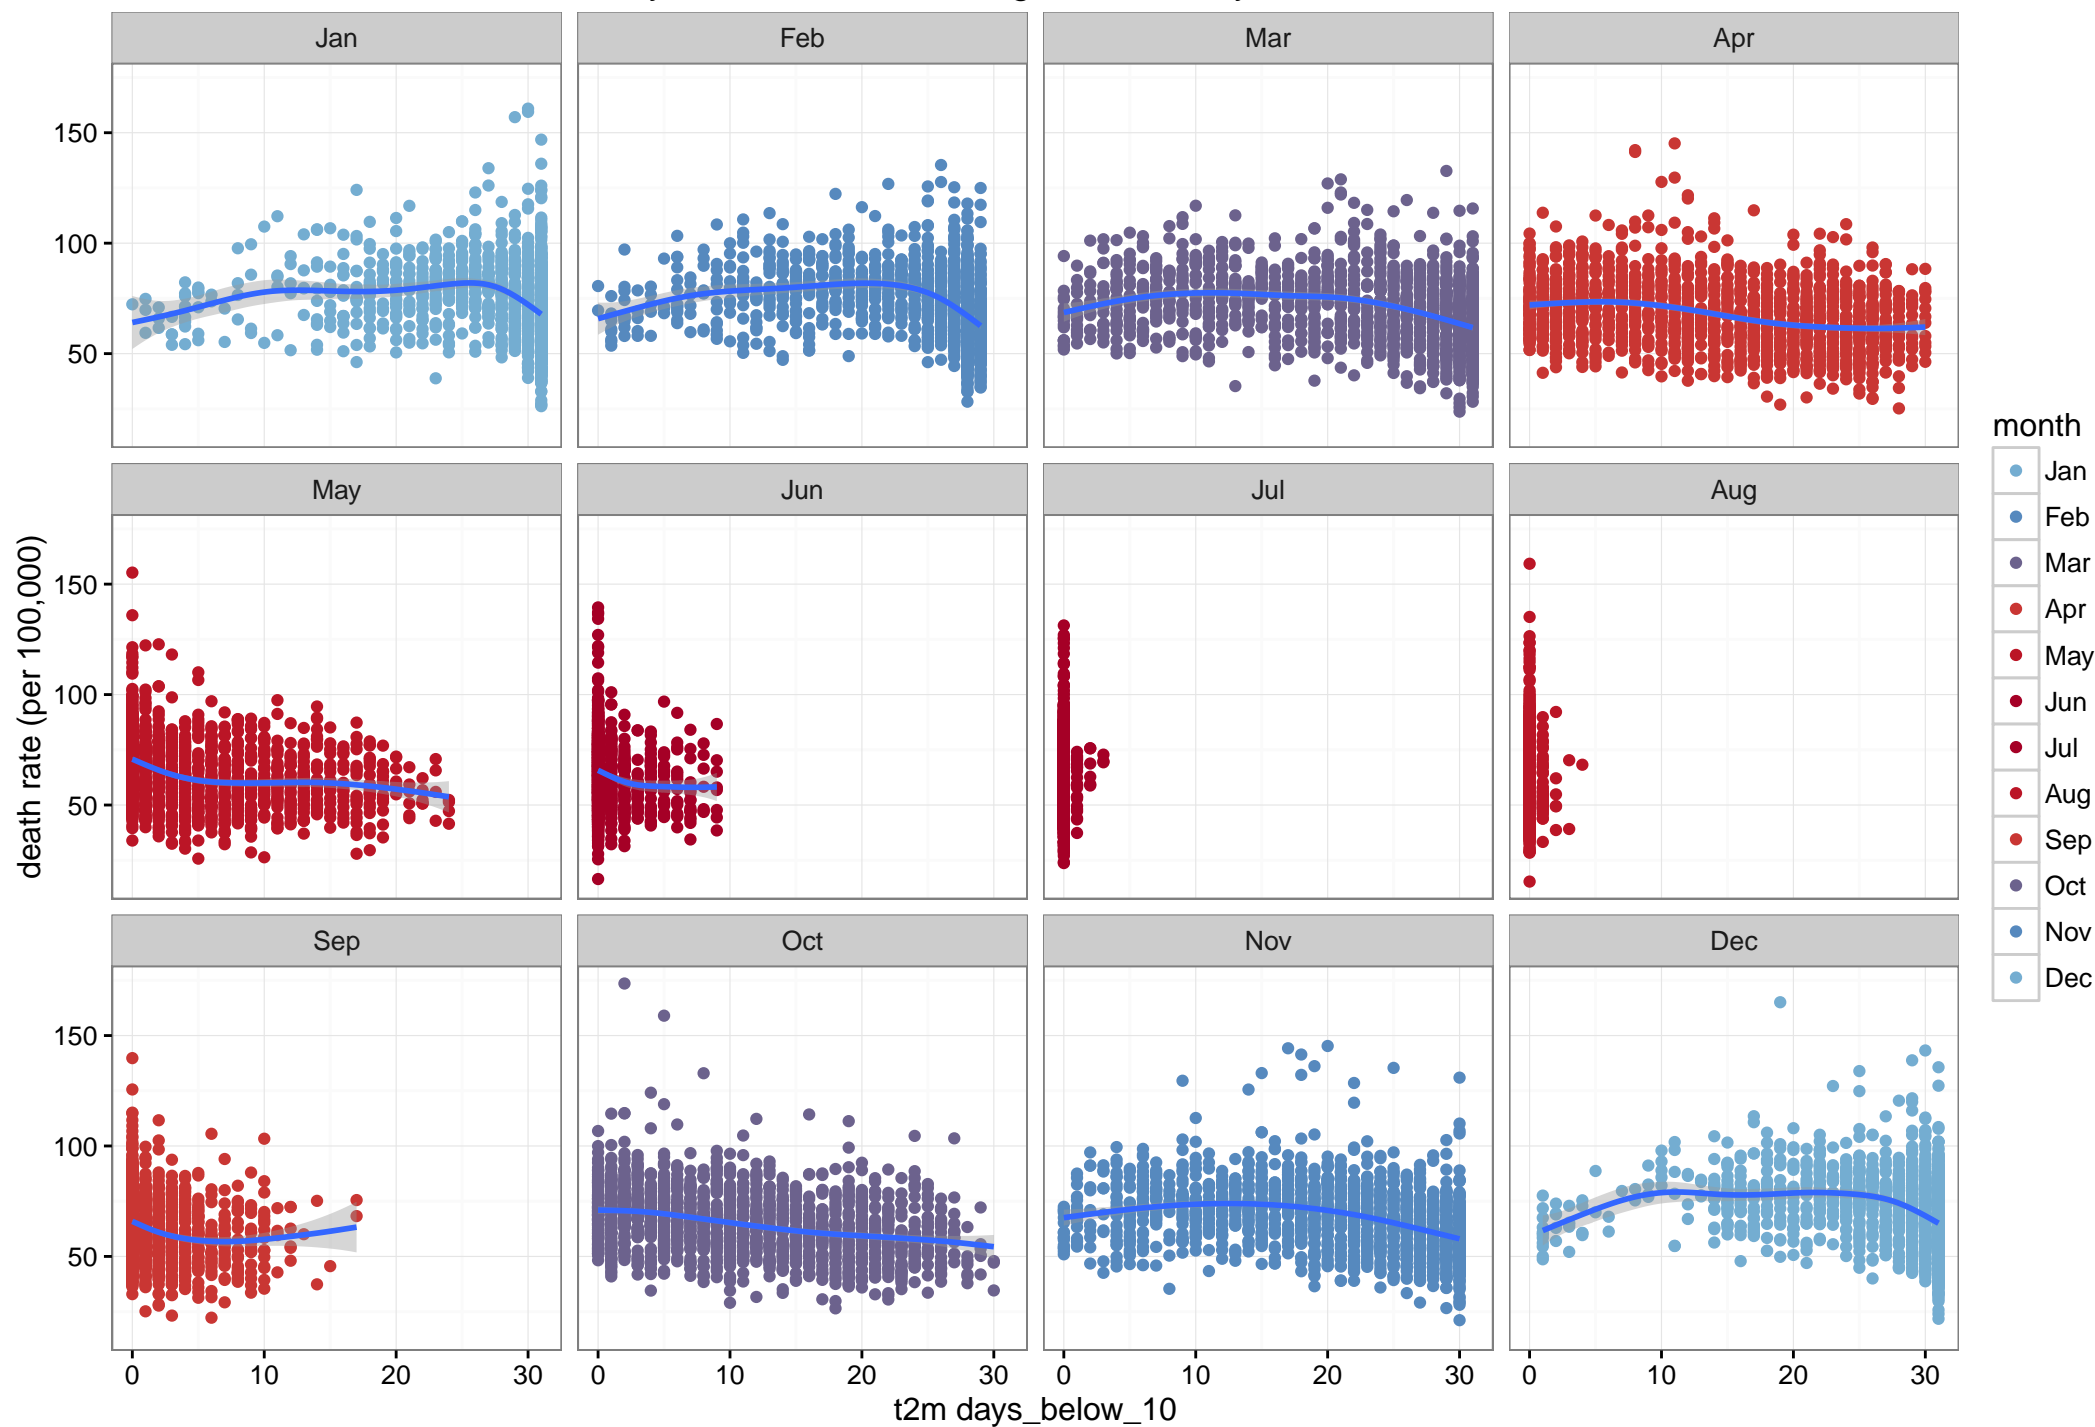 Jan Feb Mar Apr
150
100
50
May Jun Jul Aug
150
100
50
Sep Oct Nov Dec
150
100
50
0 10 20 30 0 10 20 30 0 10 20 30 0 10 20 30
t2m days_below_10
death rate (per 100,000)
month
Jan
Feb
Mar
Apr
May
Jun
Jul
Aug
Sep
Oct
Nov
Dec